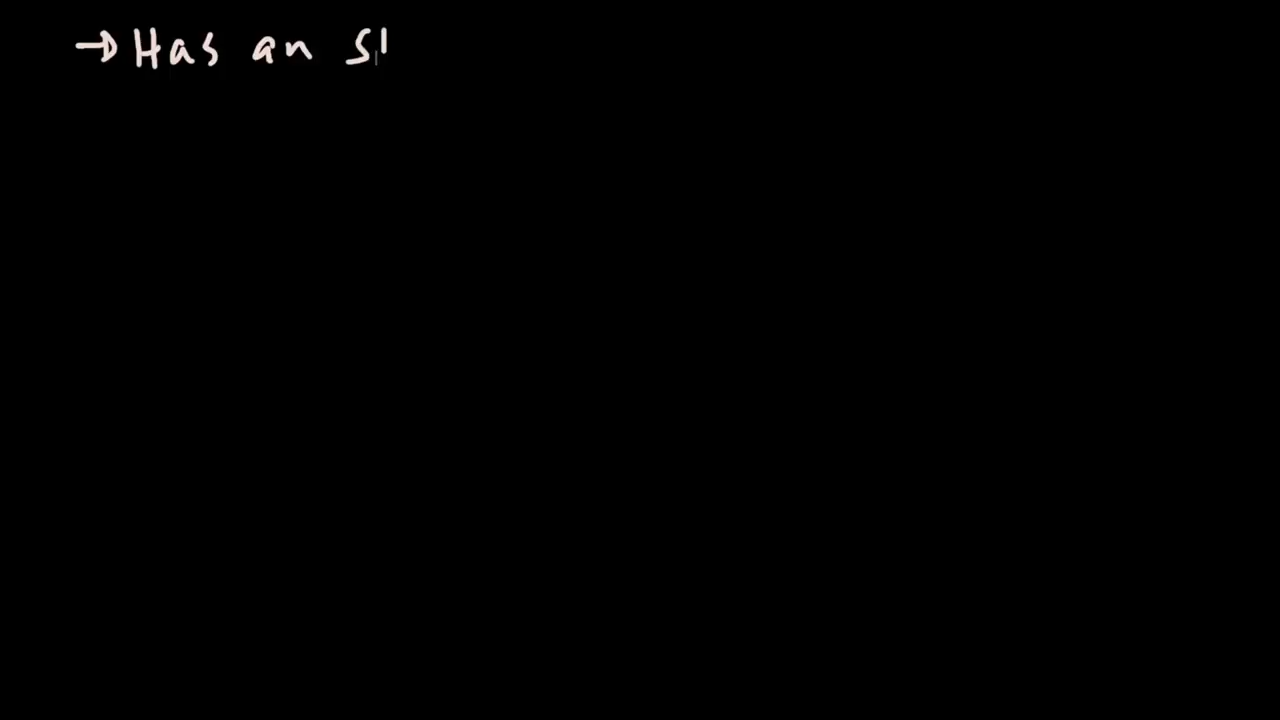 → Has an